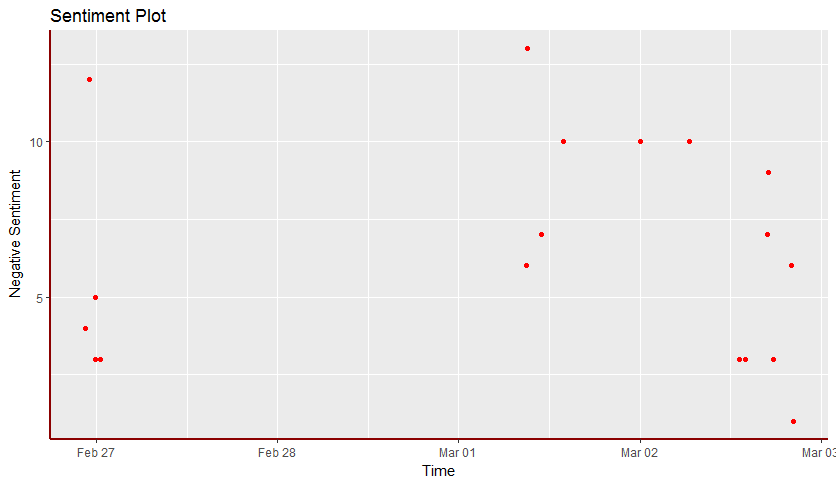 Sentiment Plot
Negative Sentiment
10
5
Feb 27
Feb 28
Mar 01
Mar 02
Mar 03
Time